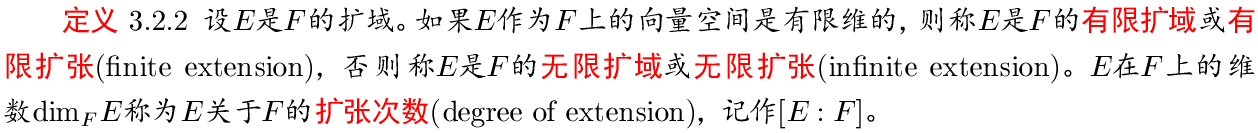 定义 3.2.2 设E是F的扩域。如果E作为F上的向量空间是有限维的, 则称E是F的有限扩域或有
限扩张(finite extension), 否则称E是F的无限扩域或无限扩张(infinite extension)。E在F上的维
数dim_F E称为E关于F的扩张次数(degree of extension), 记作[E : F]。